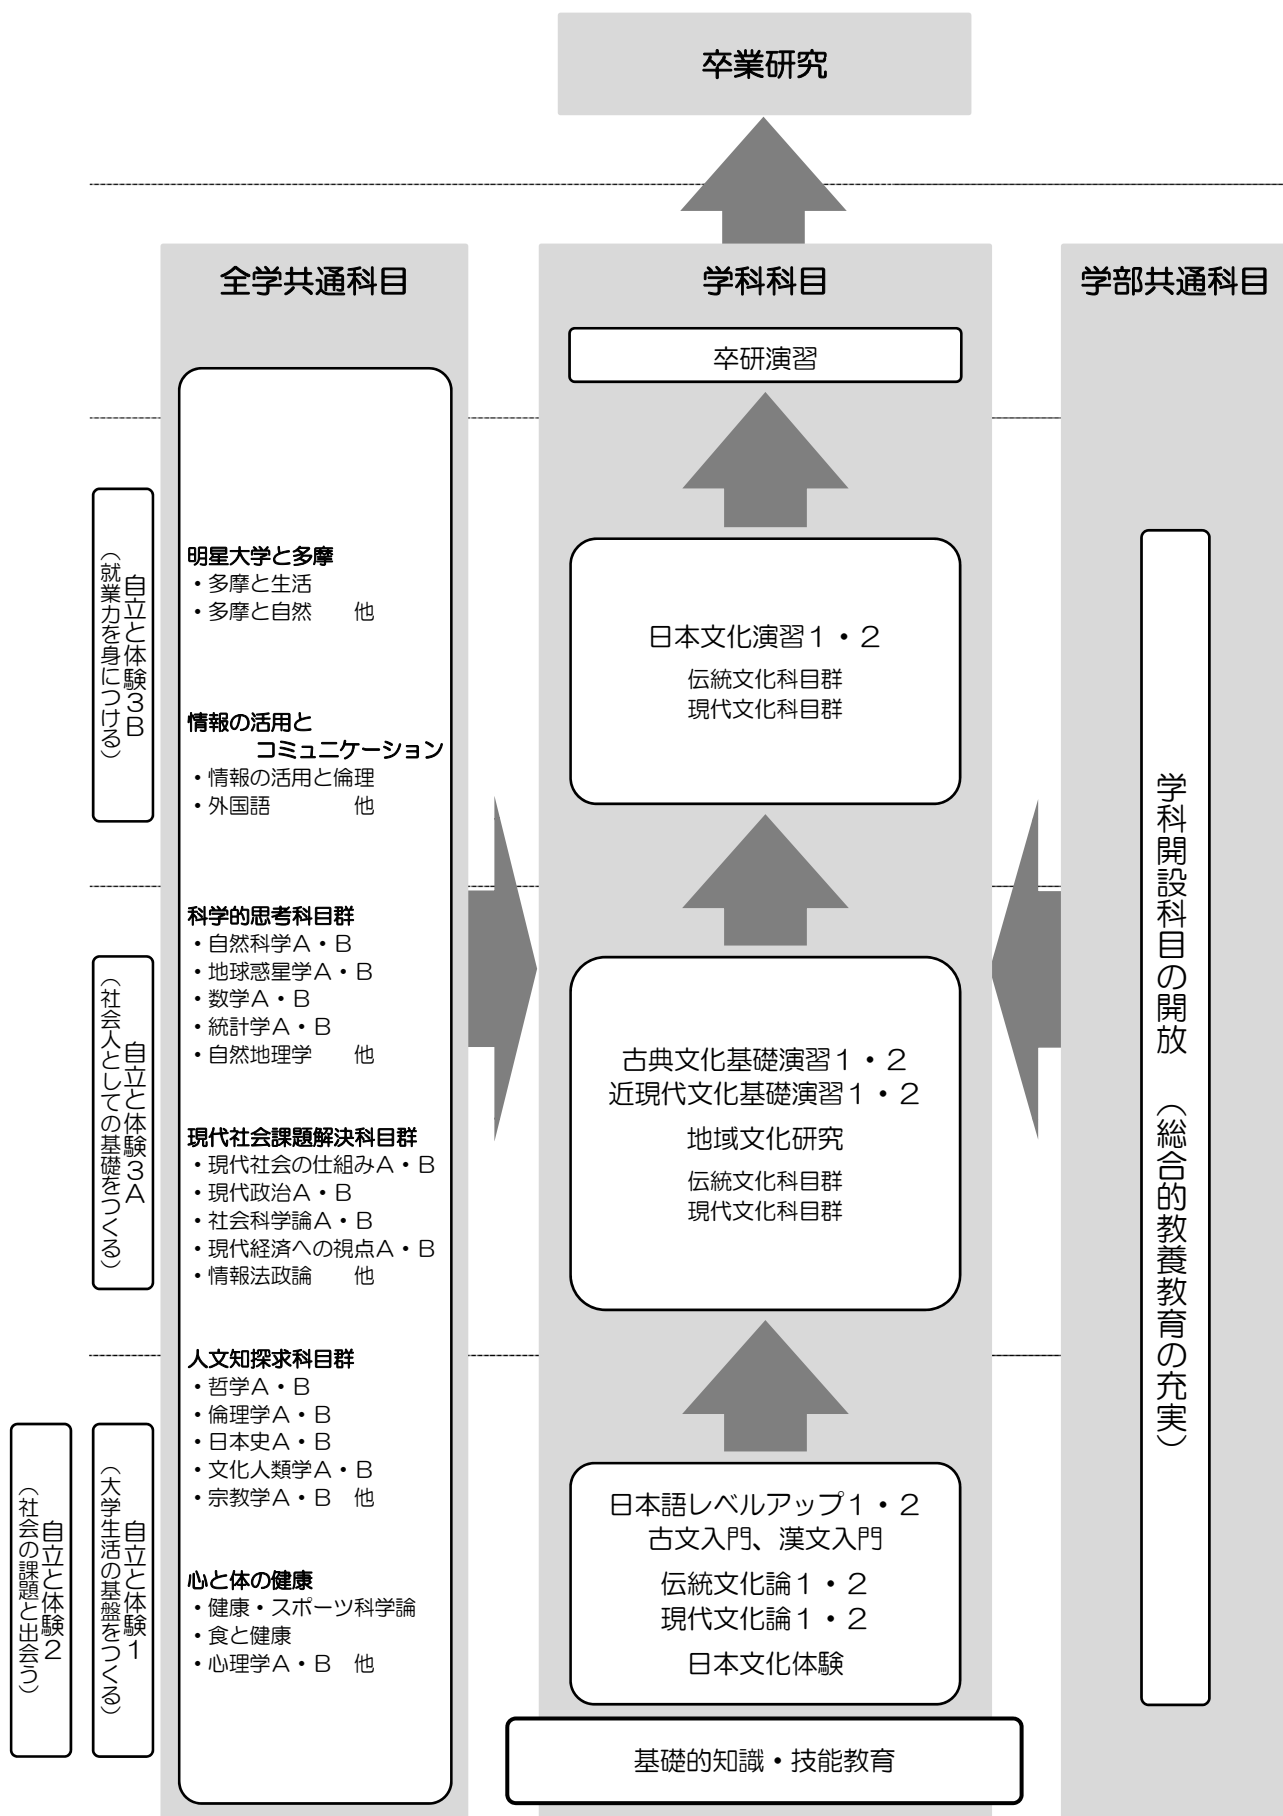 卒業研究
全学共通科目
学科科目
学部共通科目
卒研演習
明星大学と多摩
・多摩と生活
・多摩と自然　　他
情報の活用と
コミュニケーション
・情報の活用と倫理
・外国語　　　　他
科学的思考科目群
・自然科学A・B
・地球惑星学A・B
・数学A・B
・統計学A・B
・自然地理学　　他
現代社会課題解決科目群
・現代社会の仕組みA・B
・現代政治A・B
・社会科学論A・B
・現代経済への視点A・B
・情報法政論　　他
人文知探求科目群
・哲学A・B
・倫理学A・B
・日本史A・B
・文化人類学A・B
・宗教学A・B　他
心と体の健康
・健康・スポーツ科学論
・食と健康
・心理学A・B　他
自立と体験３B
（就業力を身につける）
自立と体験３A
（社会人としての基礎をつくる）
自立と体験１
（大学生活の基盤をつくる）
自立と体験２
（社会の課題と出会う）
日本文化演習１・２
伝統文化科目群
現代文化科目群
古典文化基礎演習１・２
近現代文化基礎演習１・２
地域文化研究
伝統文化科目群
現代文化科目群
日本語レベルアップ１・２
古文入門、漢文入門
伝統文化論１・２
現代文化論１・２
日本文化体験
基礎的知識・技能教育
学科開設科目の開放　（総合的教養教育の充実）